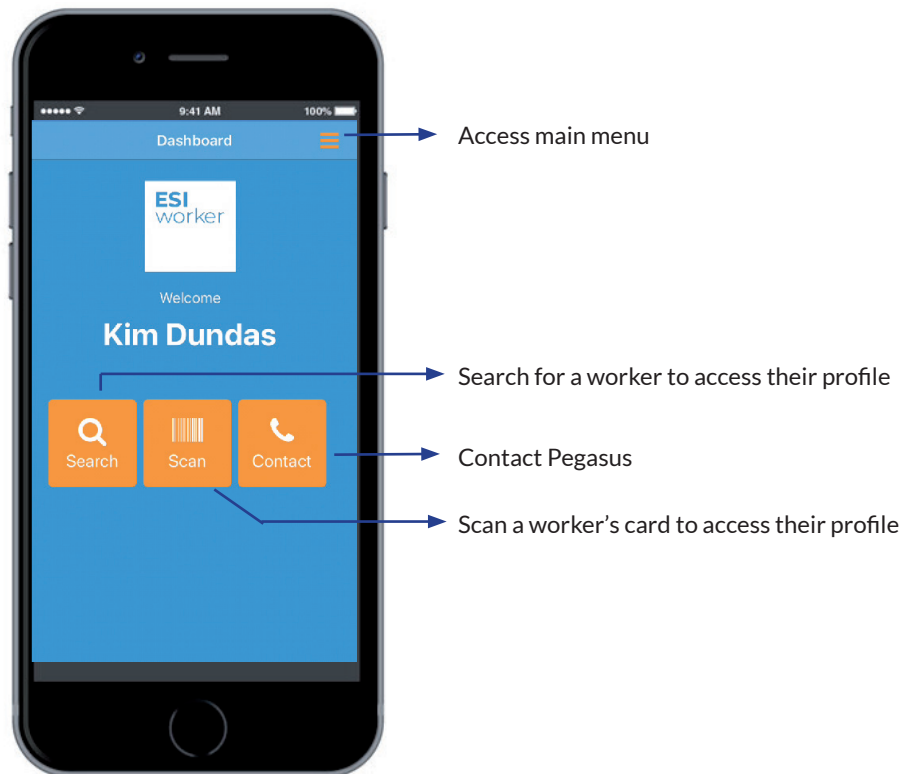 9:41 AM
100%
Dashboard
Access main menu
ESI
worker
Welcome
Kim Dundas
Search for a worker to access their profile
Search
Scan
Contact
Contact Pegasus
Scan a worker’s card to access their profile